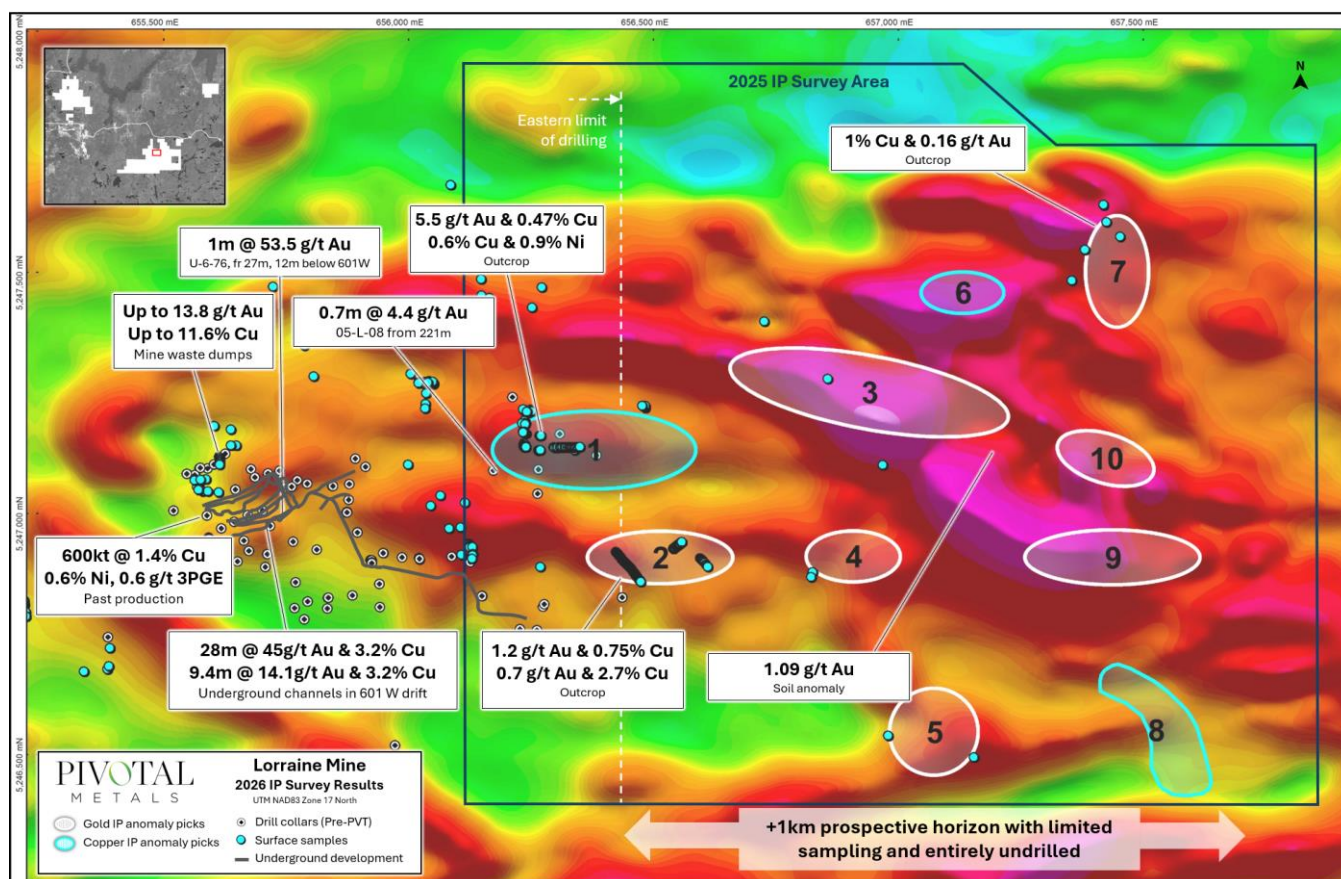 655,500 mE
656,000 mE
656,500 mE
657,000 mE
657,500 mE
5,248,000 mN
5,247,500 mN
5,247,000 mN
5,246,500 mN
2025 IP Survey Area
N
Eastern limit
of drilling
1% Cu & 0.16 g/t Au
Outcrop
5.5 g/t Au & 0.47% Cu
0.6% Cu & 0.9% Ni
Outcrop
1m @ 53.5 g/t Au
U-6-76, fr 27m, 12m below 601W
Up to 13.8 g/t Au
Up to 11.6% Cu
Mine waste dumps
0.7m @ 4.4 g/t Au
05-L-08 from 221m
7
6
3
1
10
2
4
9
5
8
600kt @ 1.4% Cu
0.6% Ni, 0.6 g/t 3PGE
Past production
28m @ 45g/t Au & 3.2% Cu
9.4m @ 14.1g/t Au & 3.2% Cu
Underground channels in 601 W drift
1.2 g/t Au & 0.75% Cu
0.7 g/t Au & 2.7% Cu
Outcrop
1.09 g/t Au
Soil anomaly
PIVOTAL
METALS
Gold IP anomaly picks
Copper IP anomaly picks
Lorraine Mine
2026 IP Survey Results
UTM NAD83 Zone 17 North
Drill collars (Pre-PVT)
Surface samples
Underground development
+1km prospective horizon with limited
sampling and entirely undrilled